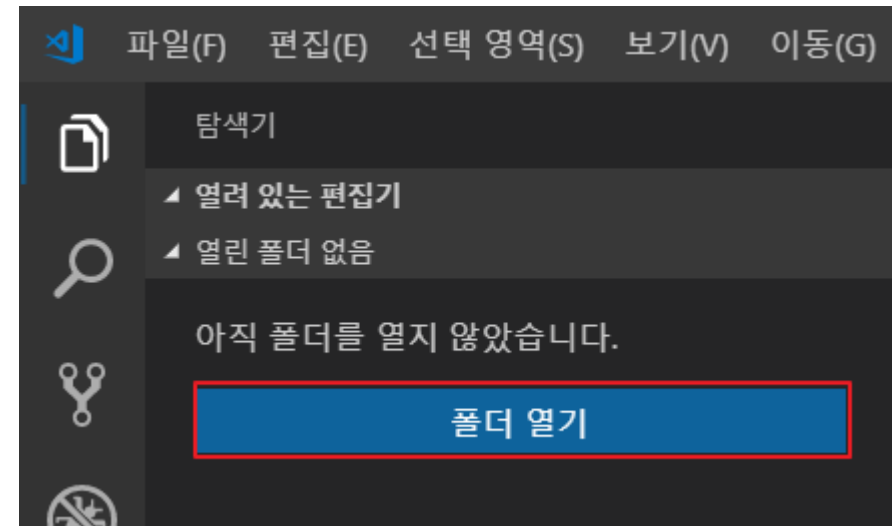 파일(F) 편집(E) 선택 영역(S) 보기(V) 이동(G)
탐색기
열려 있는 편집기
열린 폴더 없음
아직 폴더를 열지 않았습니다.
폴더 열기